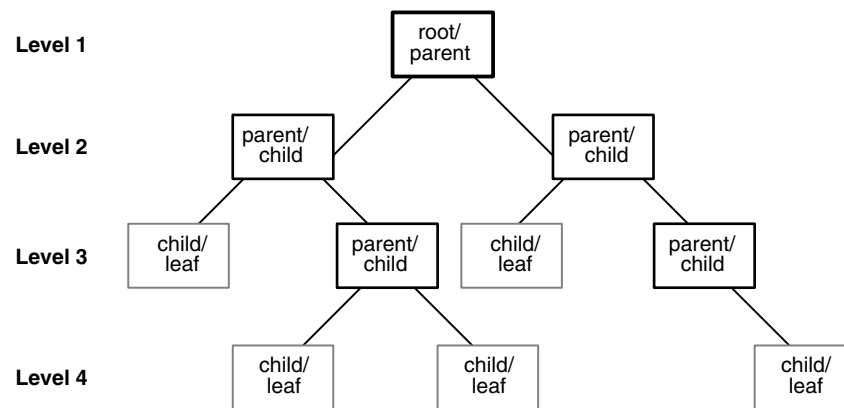 Level 1
root/
parent
Level 2
parent/
child
parent/
child
Level 3
child/
leaf
parent/
child
child/
leaf
parent/
child
Level 4
child/
leaf
child/
leaf
child/
leaf